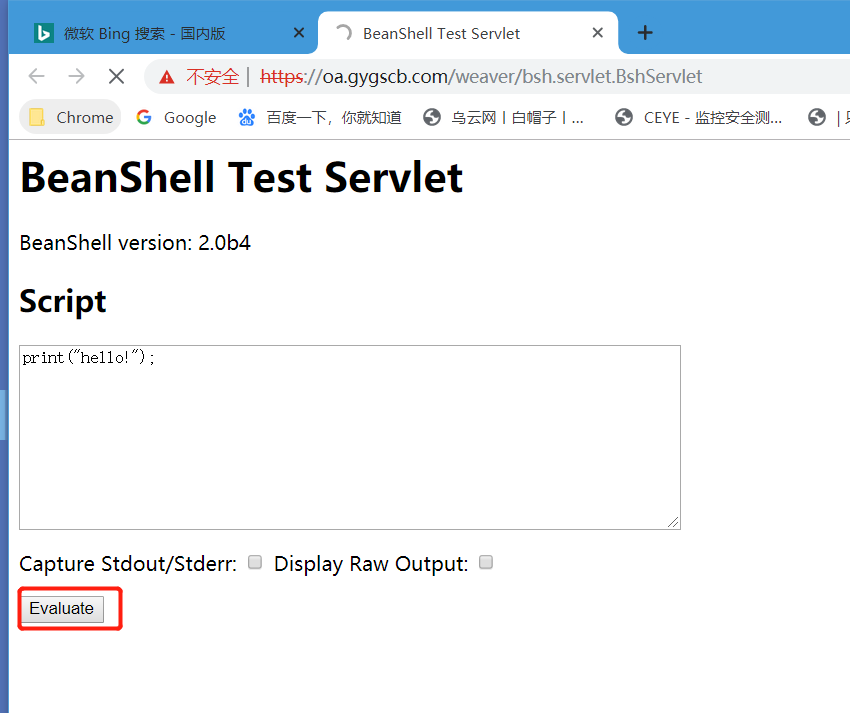 微软 Bing 搜索 - 国内版
BeanShell Test Servlet
不安全 | https://oa.gygscb.com/weaver/bsh.servlet.BshServlet
Chrome Google 百度一下，你就知道 乌云网 | 白帽子 | ... CEYE - 监控安全测...
BeanShell Test Servlet
BeanShell version: 2.0b4
Script
print("hello!");
Capture Stdout/Stderr: Display Raw Output:
Evaluate